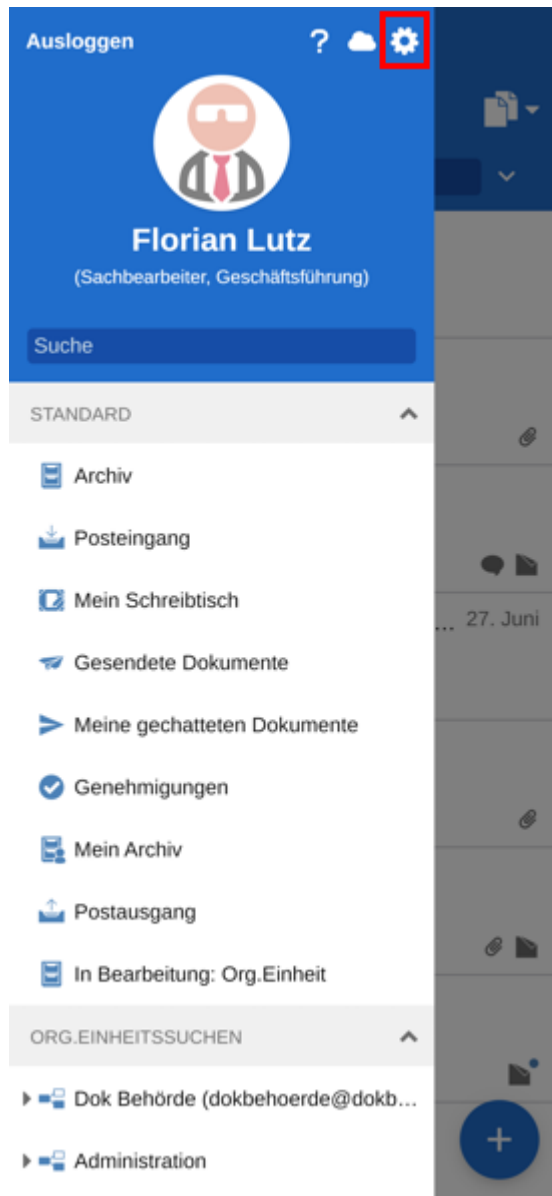 Ausloggen ?
Florian Lutz
(Sachbearbeiter, Geschäftsführung)
Suche
STANDARD
Archiv
Posteingang
Mein Schreibtisch
... 27. Juni
Gesendete Dokumente
Meine gechatteten Dokumente
Genehmigungen
Mein Archiv
Postausgang
In Bearbeitung: Org.Einheit
ORG.EINHEITSSUCHEN
Dok Behörde (dokbehoerde@dokb...
Administration